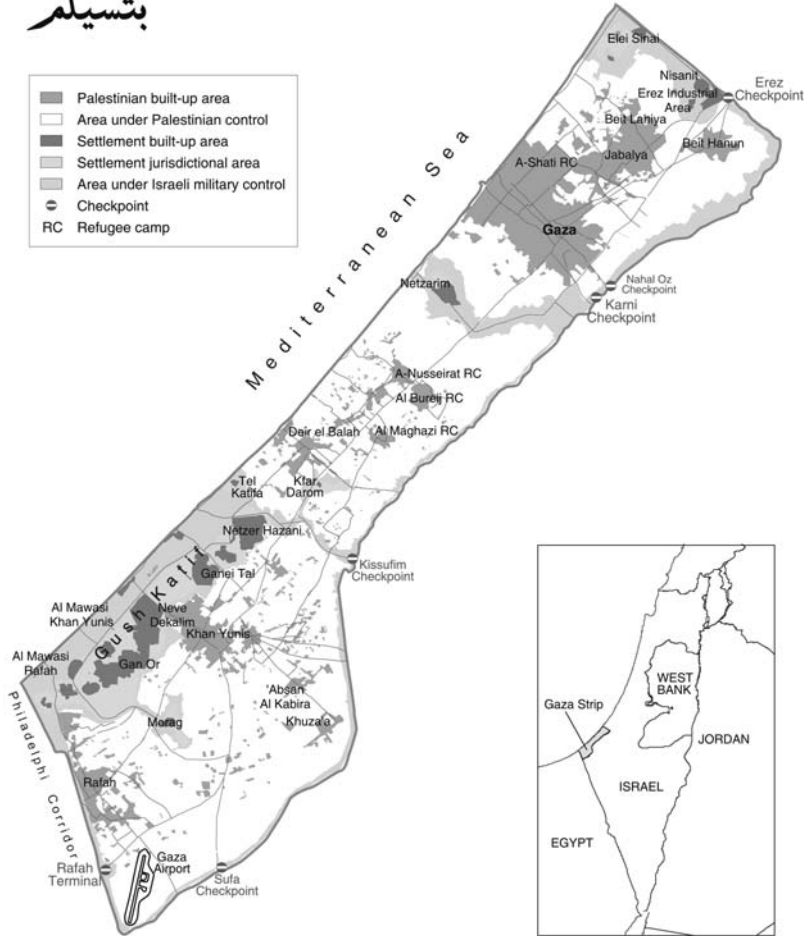 بتسيلم
Palestinian built-up area
Area under Palestinian control
Settlement built-up area
Settlement jurisdictional area
Area under Israeli military control
Checkpoint
RC Refugee camp
Mediterranean Sea
Elei Sinai
Nisanit
Erez
Checkpoint
Erez Industrial
Area
Beit Lahiya
Beit Hanun
Jabalya
A-Shati RC
Gaza
Nahal Oz
Checkpoint
Karni
Checkpoint
Netzarim
A-Nusseirat RC
Al Bureij RC
Al Maghazi RC
Deir el Balah
Tel
Katifa
Kfar
Darom
Netzer Hazani
Kissufim
Checkpoint
Ganei Tal
Gush Katif
Al Mawasi
Khan Yunis
Neve
Dekalim
Khan Yunis
Al Mawasi
Rafah
Gan Or
'Absan
Al Kabira
Khuza'a
Morag
Philadelphi Corridor
Rafah
Rafah
Terminal
Gaza
Airport
Sufa
Checkpoint
WEST
BANK
Gaza Strip
JORDAN
ISRAEL
EGYPT